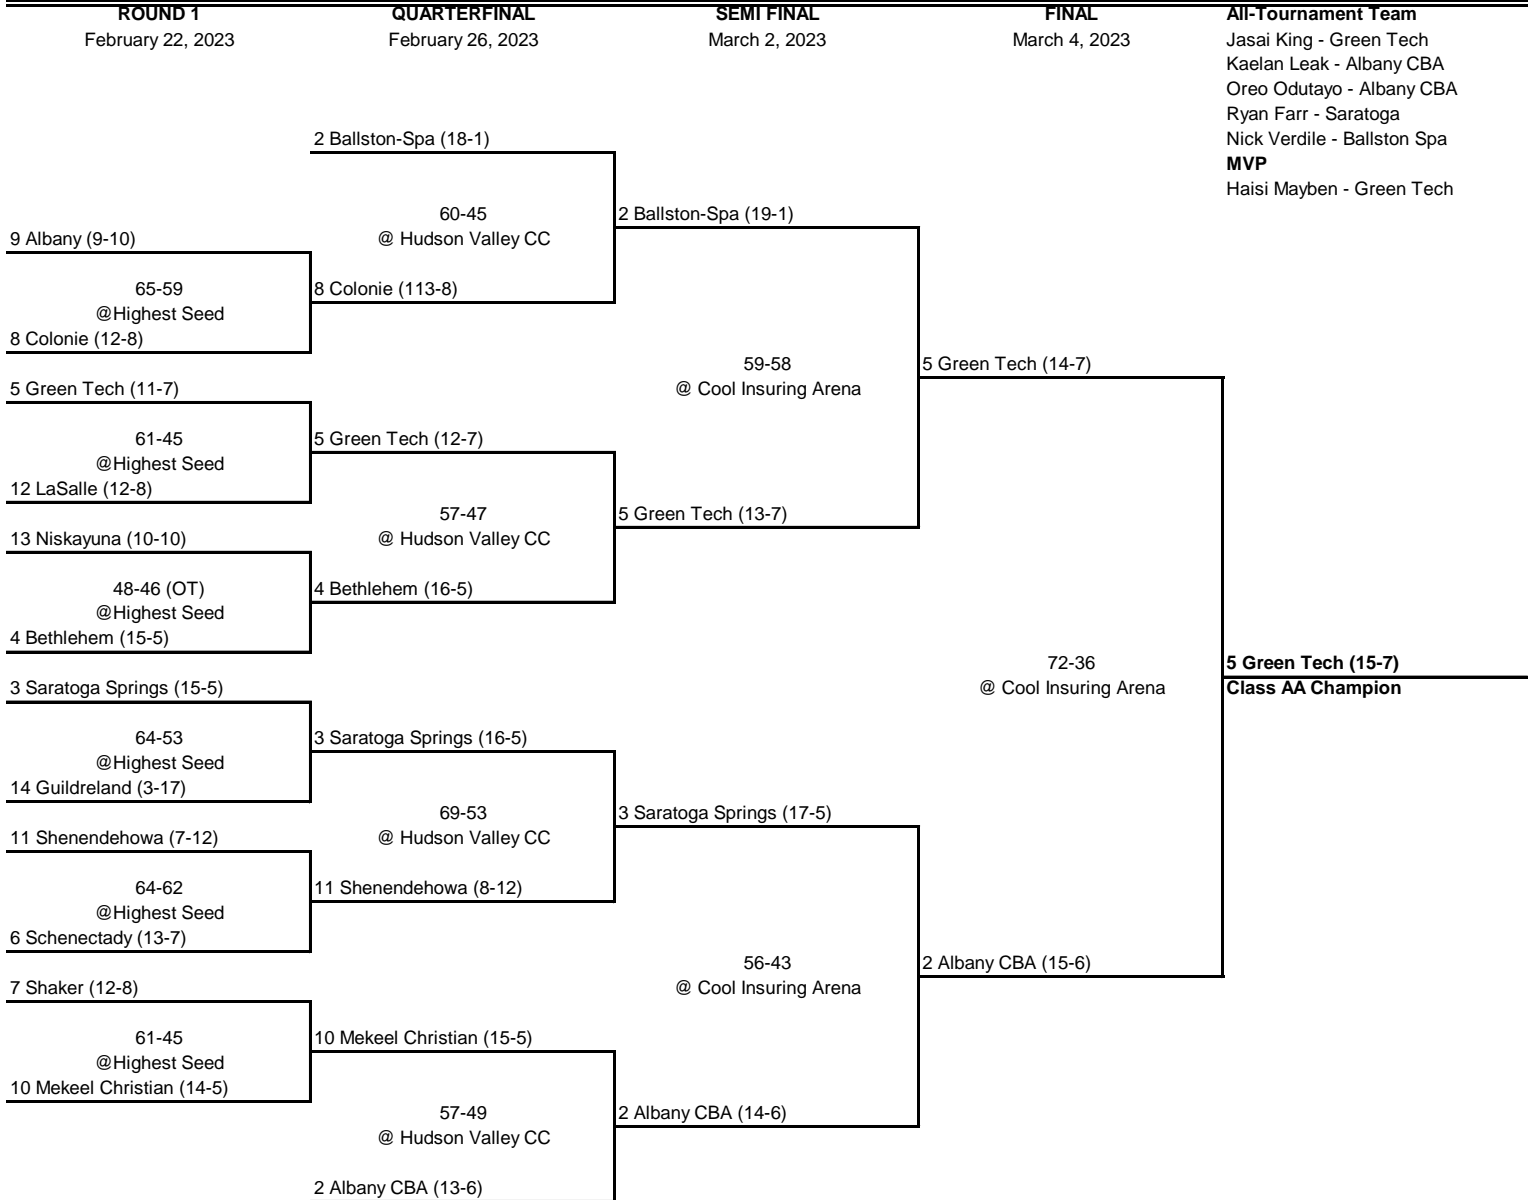 ROUND 1
February 22, 2023
9 Albany (9-10)
65-59
@Highest Seed
8 Colonie (12-8)
5 Green Tech (11-7)
61-45
@Highest Seed
12 LaSalle (12-8)
13 Niskayuna (10-10)
48-46 (OT)
@Highest Seed
4 Bethlehem (15-5)
3 Saratoga Springs (15-5)
64-53
@Highest Seed
14 Guildreland (3-17)
11 Shenendehowa (7-12)
64-62
@Highest Seed
6 Schenectady (13-7)
7 Shaker (12-8)
61-45
@Highest Seed
10 Mekeel Christian (14-5)
QUARTERFINAL
February 26, 2023
2 Ballston-Spa (18-1)
60-45
@ Hudson Valley CC
8 Colonie (113-8)
5 Green Tech (12-7)
57-47
@ Hudson Valley CC
4 Bethlehem (16-5)
3 Saratoga Springs (16-5)
69-53
@ Hudson Valley CC
11 Shenendehowa (8-12)
10 Mekeel Christian (15-5)
57-49
@ Hudson Valley CC
2 Albany CBA (13-6)
SEMI FINAL
March 2, 2023
2 Ballston-Spa (19-1)
59-58
@ Cool Insuring Arena
5 Green Tech (13-7)
3 Saratoga Springs (17-5)
56-43
@ Cool Insuring Arena
2 Albany CBA (14-6)
FINAL
March 4, 2023
5 Green Tech (14-7)
72-36
@ Cool Insuring Arena
2 Albany CBA (15-6)
All-Tournament Team
Jasai King - Green Tech
Kaelan Leak - Albany CBA
Oreo Odutayo - Albany CBA
Ryan Farr - Saratoga
Nick Verdile - Ballston Spa
MVP
Haisi Mayben - Green Tech
5 Green Tech (15-7)
Class AA Champion